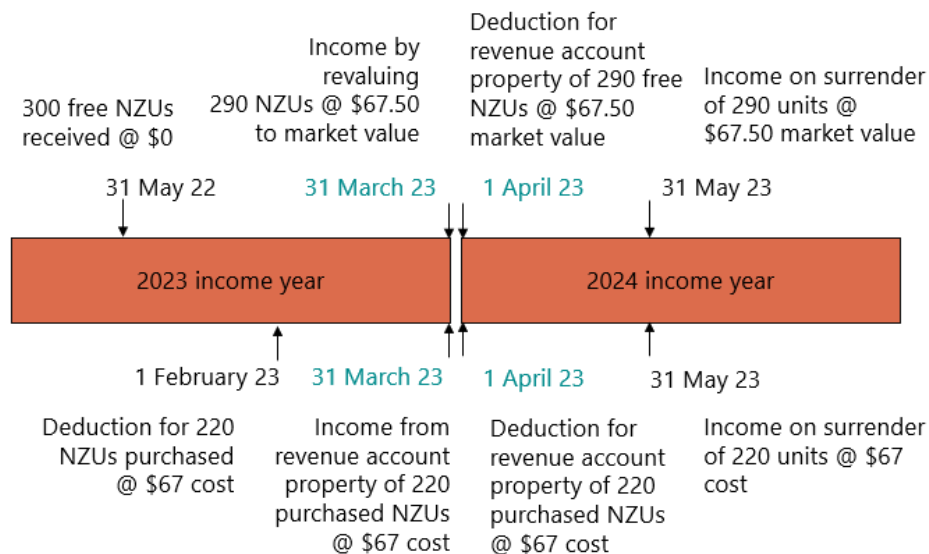 300 free NZUs
received @ $0
Income by
revaluing
290 NZUs @ $67.50
to market value
Deduction for
revenue account
property of 290 free
NZUs @ $67.50
market value
Income on surrender
of 290 units @
$67.50 market value
31 May 22
31 March 23
1 April 23
31 May 23
2023 income year
2024 income year
1 February 23
31 March 23
1 April 23
31 May 23
Deduction for 220
NZUs purchased
@ $67 cost
Income from
revenue account
property of 220
purchased NZUs
@ $67 cost
Deduction for
revenue account
property of 220
purchased NZUs
@ $67 cost
Income on surrender
of 220 units @ $67
cost